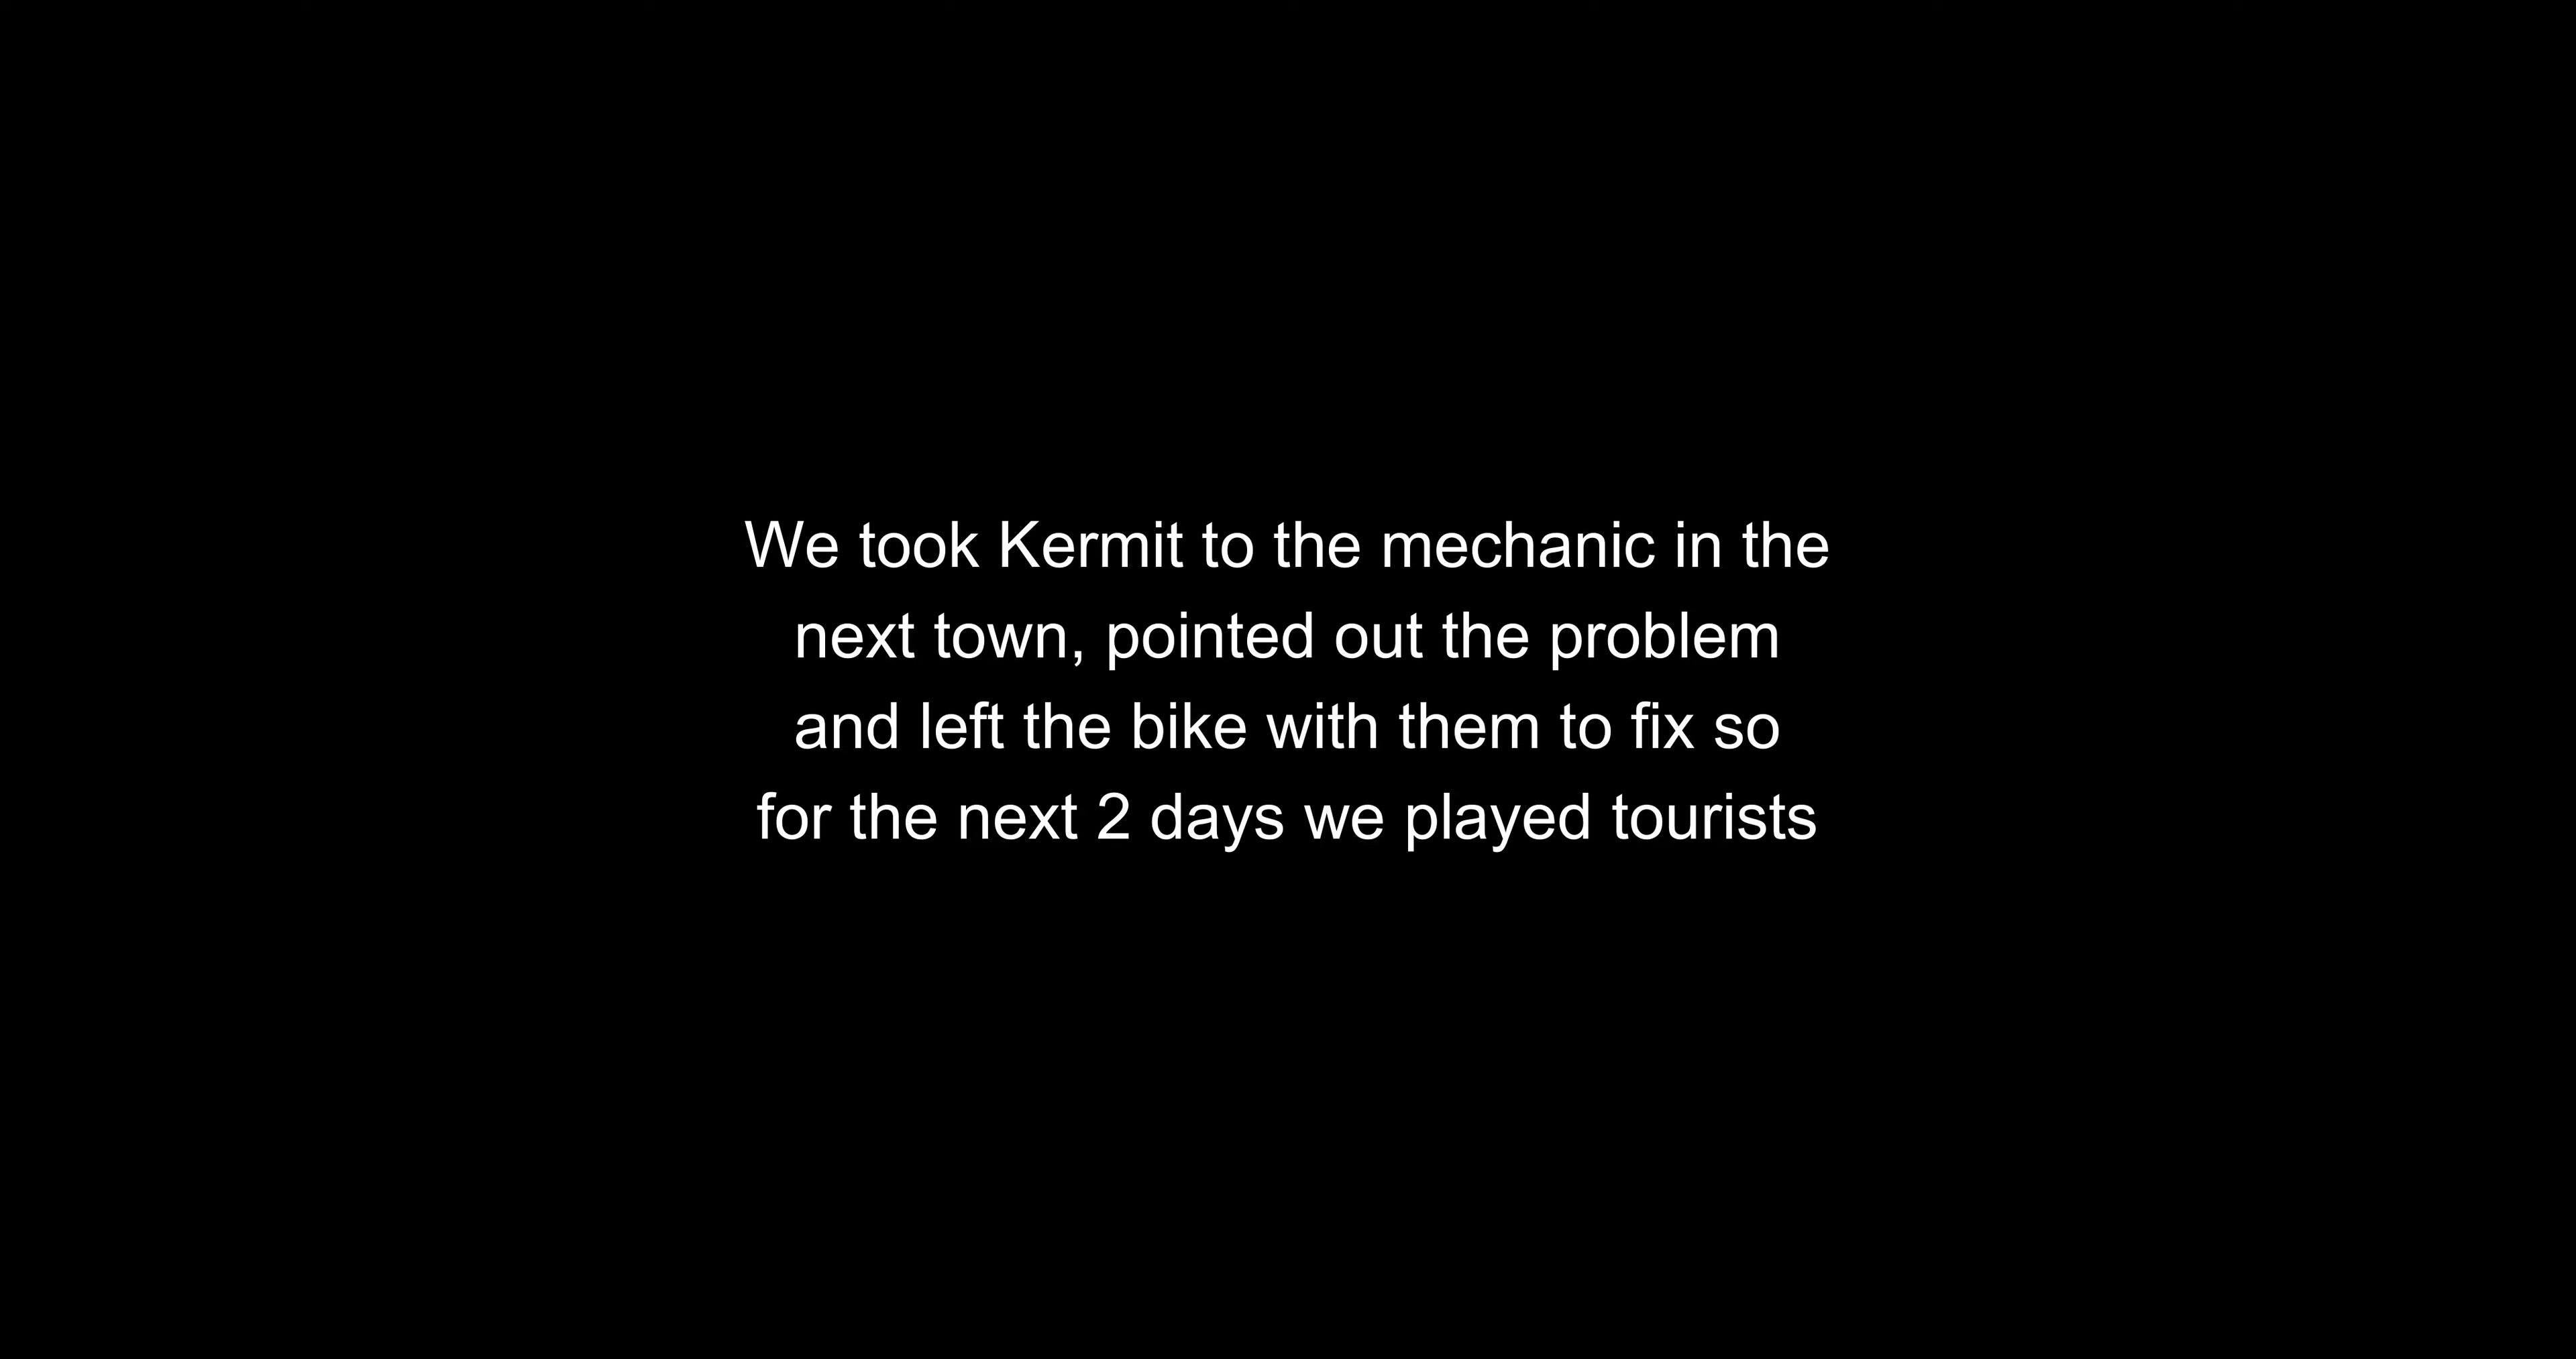 We took Kermit to the mechanic in the
next town, pointed out the problem
and left the bike with them to fix so
for the next 2 days we played tourists